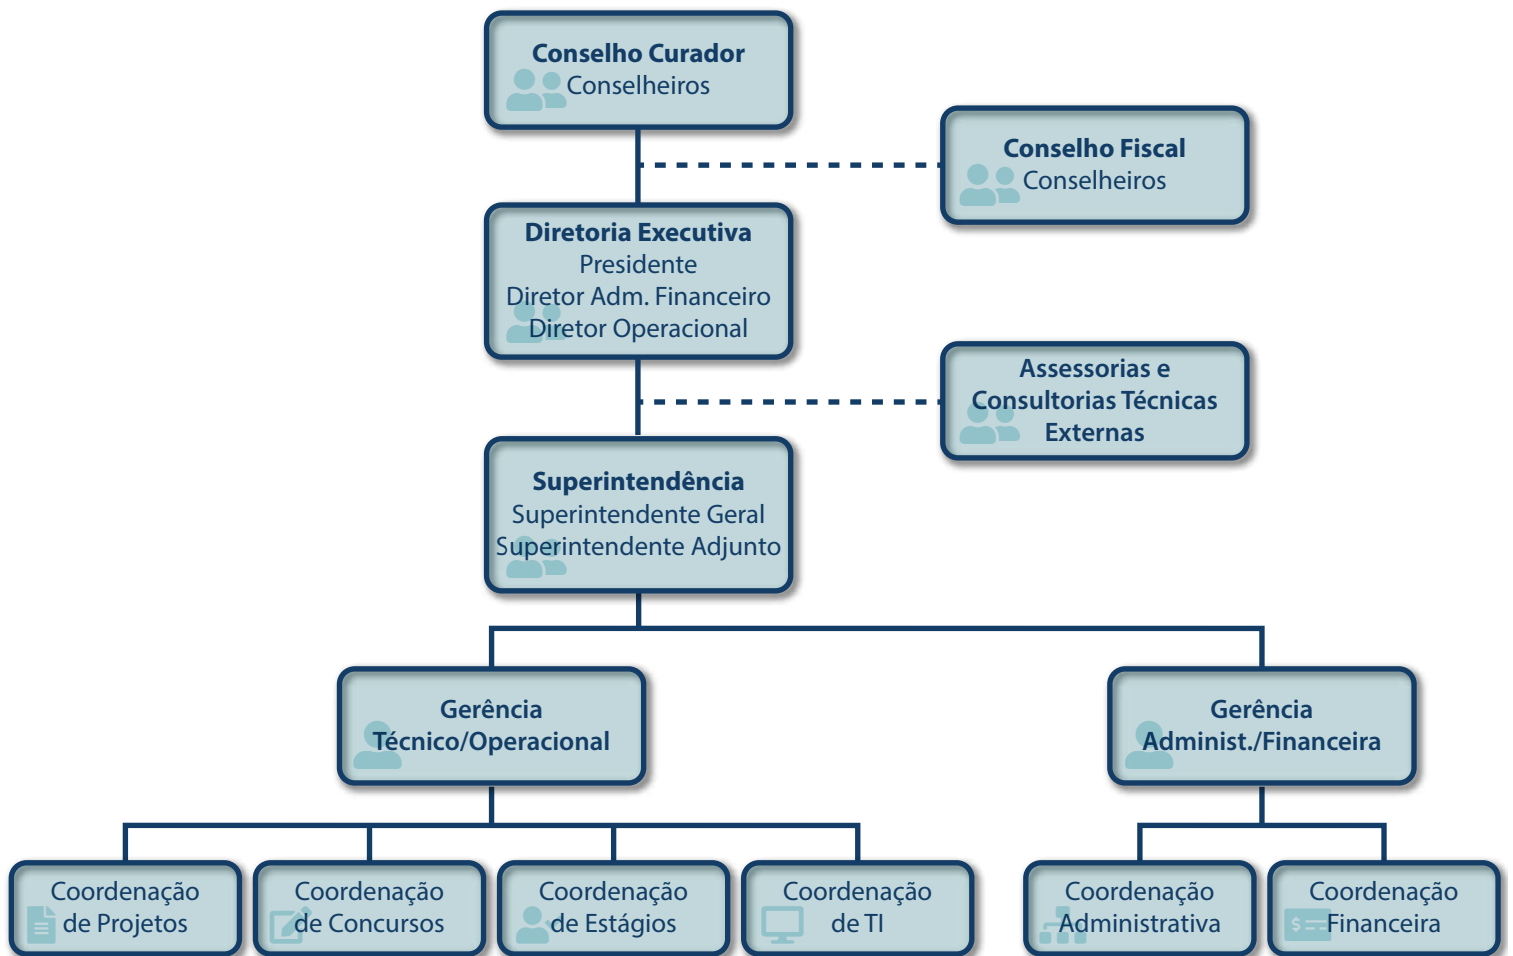 Conselho Curador
Conselheiros
Conselho Fiscal
Conselheiros
Diretoria Executiva
Presidente
Diretor Adm. Financeiro
Diretor Operacional
Assessorias e
Consultorias Técnicas
Externas
Superintendência
Superintendente Geral
Superintendente Adjunto
Gerência
Técnico/Operacional
Gerência
Administ./Financeira
Coordenação
de Projetos
Coordenação
de Concursos
Coordenação
de Estágios
Coordenação
de TI
Coordenação
Administrativa
Coordenação
Financeira